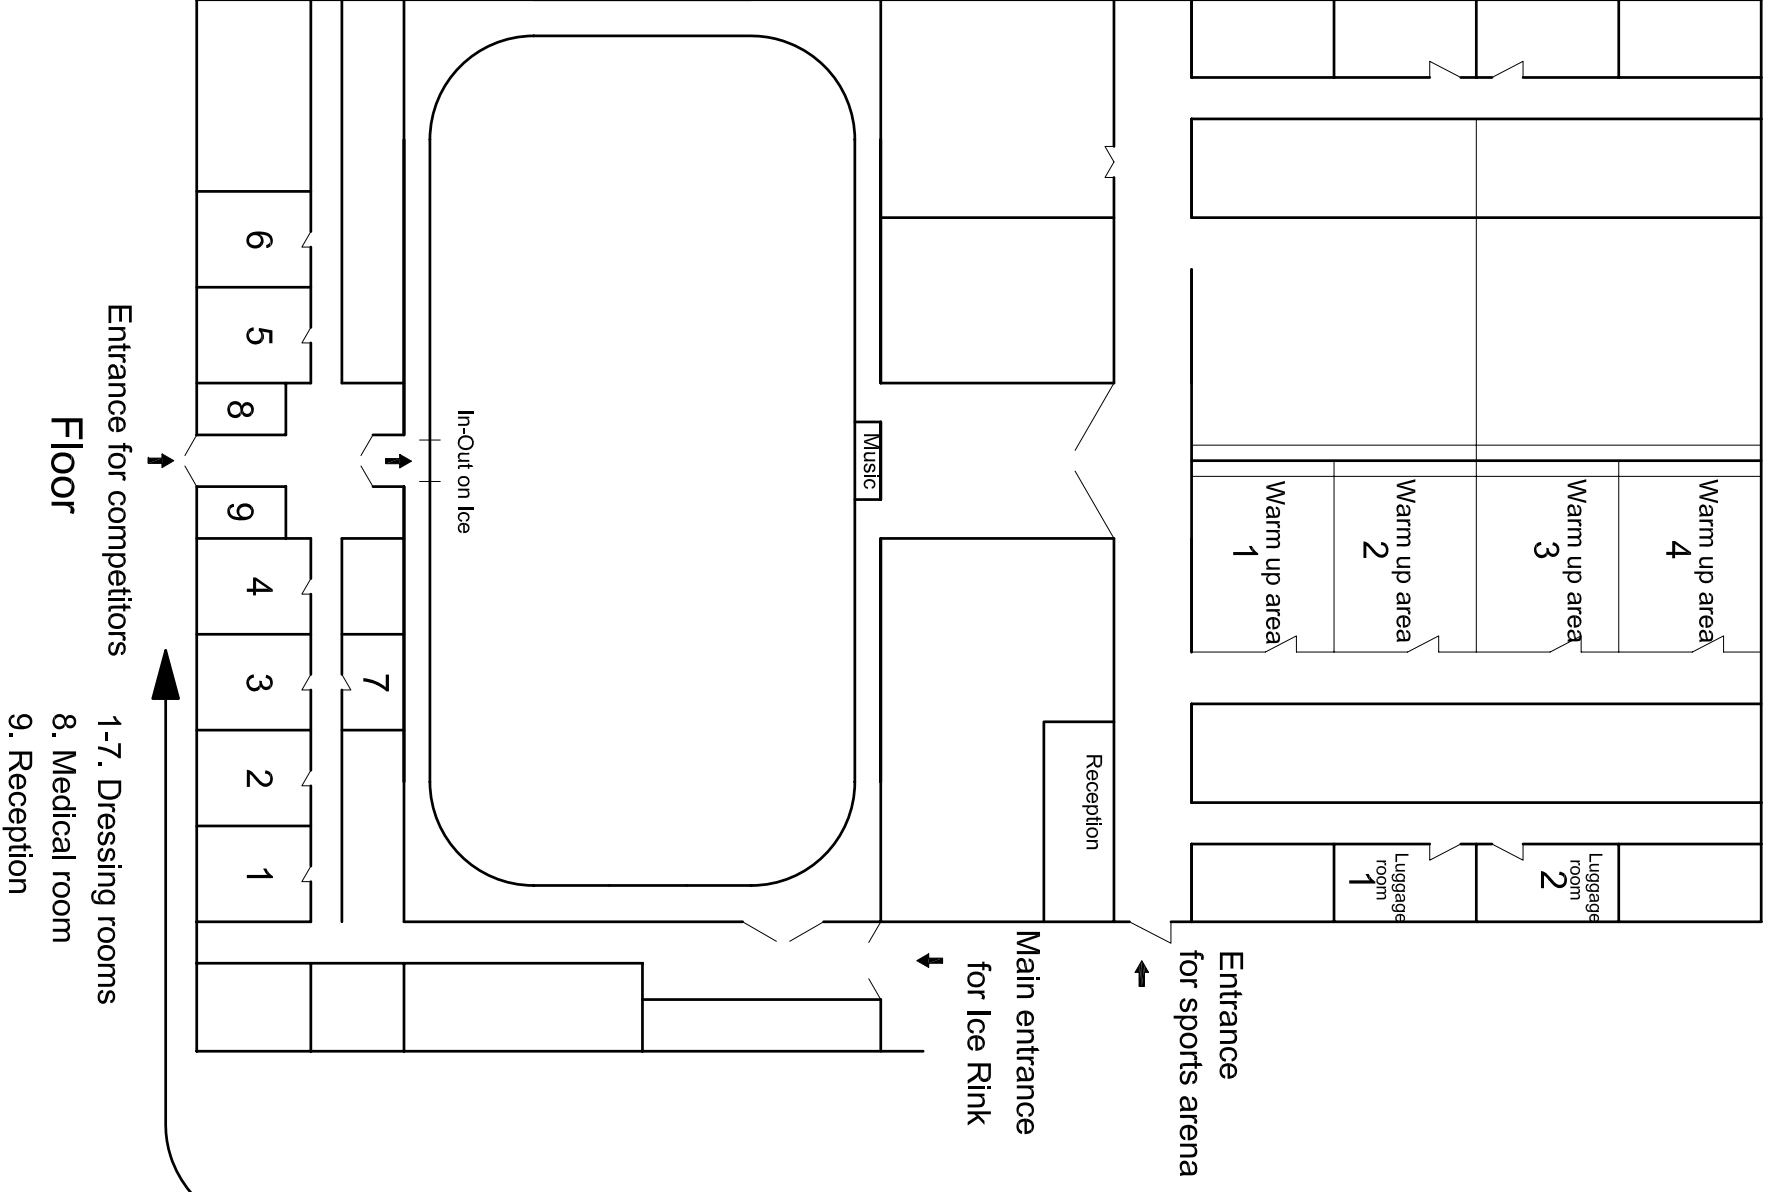 Entrance
for sports arena
Main entrance
for Ice Rink
Warm up area
4
Warm up area
3
Warm up area
2
Warm up area
1
Luggage
room
2
Luggage
room
1
Reception
Music
In-Out on Ice
7
6
5
8
9
4
3
2
1
Entrance for competitors
Floor
1-7. Dressing rooms
8. Medical room
9. Reception